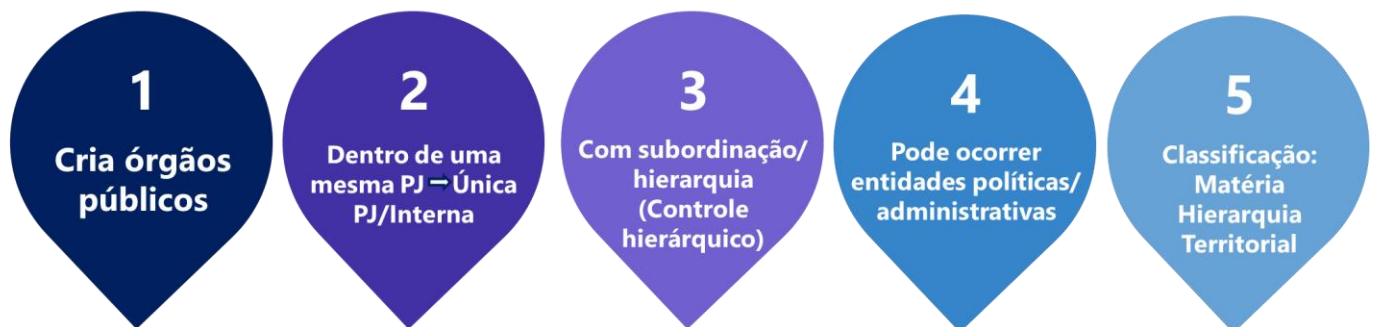 1
Cria órgãos
públicos
2
Dentro de uma
mesma PJ ➡ Única
PJ/Interna
3
Com subordinação/
hierarquia
(Controle
hierárquico)
4
Pode ocorrer
entidades políticas/
administrativas
5
Classificação:
Matéria
Hierarquia
Territorial